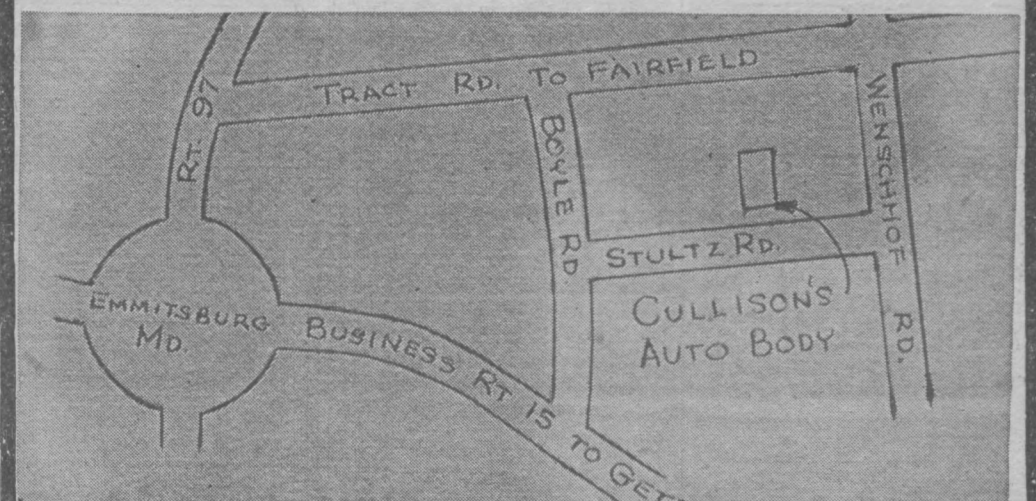 RT. 97
TRACT RD. TO FAIRFIELD
BOYLE RD
WENSCHHOF RD.
STULTZ RD.
CULLISON'S
AUTO BODY
EMMITSBURG
MD.
BUSINESS RT 15 TO GET